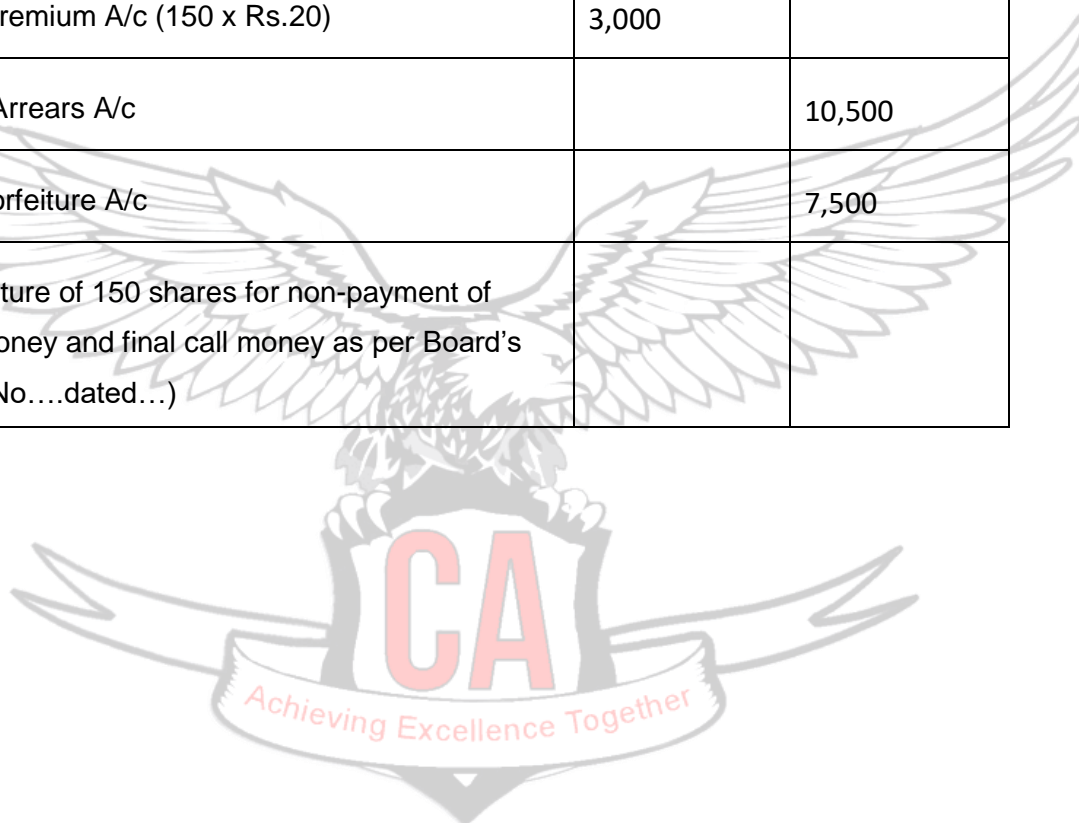 remium A/c (150 x Rs.20) 3,000
Arrears A/c 10,500
orfeiture A/c 7,500
ture of 150 shares for non-payment of
oney and final call money as per Board's
No....dated...)
CA
Achieving Excellence Together